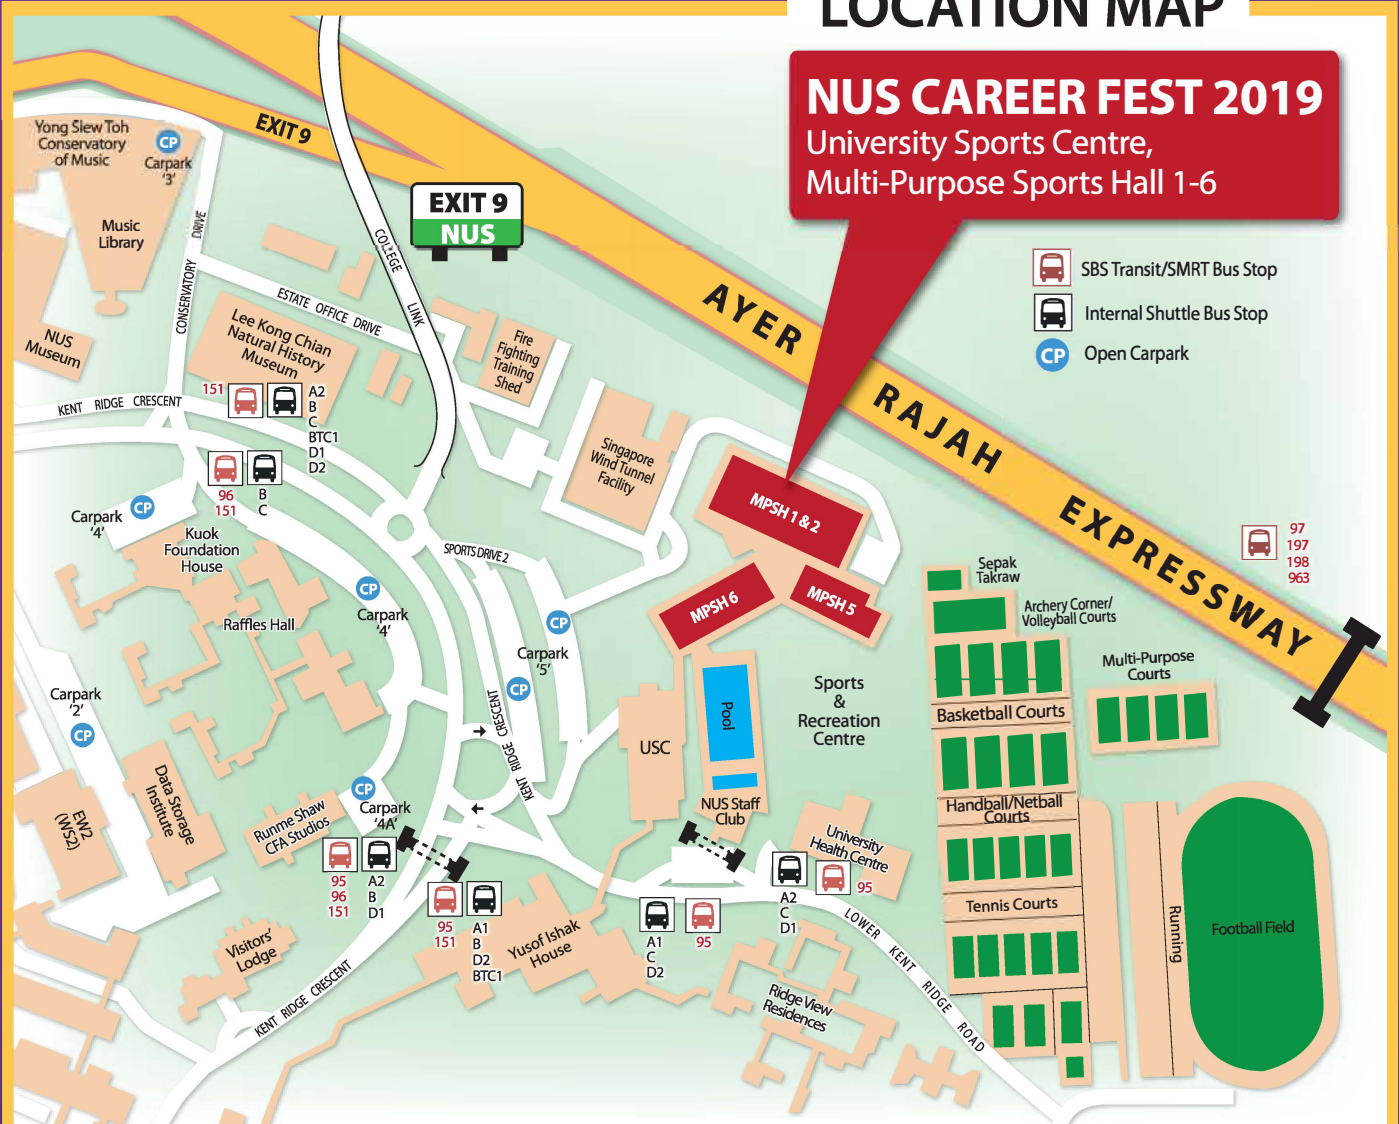 LOCATION MAP
NUS CAREER FEST 2019
University Sports Centre,
Multi-Purpose Sports Hall 1-6
SBS Transit/SMRT Bus Stop
Internal Shuttle Bus Stop
CP
Open Carpark
EXIT 9
EXIT 9
NUS
AYER
RAJAH
EXPRESSWAY
Yong Siew Toh
Conservatory
of Music
CP
Carpark
'3'
Music
Library
NUS
Museum
CONSERVATORY
DRIVE
COLLEGE
LINK
ESTATE OFFICE DRIVE
Lee Kong Chian
Natural History
Museum
Fire
Fighting
Training
Shed
Singapore
Wind Tunnel
Facility
KENT RIDGE CRESCENT
151
A2
B
C
BTC1
D1
D2
96
151
B
C
CP
Carpark
'4'
Kuok
Foundation
House
CP
Carpark
'4'
Raffles Hall
SPORTS DRIVE 2
CP
Carpark
'5'
CP
MPSH 1 & 2
MPSH 6
MPSH 5
97
197
198
963
Sepak
Takraw
Archery Corner/
Volleyball Courts
Multi-Purpose
Courts
Basketball Courts
Handball/Netball
Courts
Tennis Courts
Running
Football Field
Sports
&
Recreation
Centre
Pool
USC
NUS Staff
Club
University
Health Centre
KENT RIDGE CRESCENT
Carpark
'2'
CP
EW2
(WS2)
Data Storage
Institute
Runme Shaw
CFA Studios
CP
Carpark
'4A'
95
96
151
A2
B
D1
95
151
A1
B
D2
BTC1
Visitors'
Lodge
KENT RIDGE CRESCENT
Yusof Ishak
House
A1
C
D2
95
A2
C
D1
95
LOWER KENT RIDGE ROAD
Ridge View
Residences